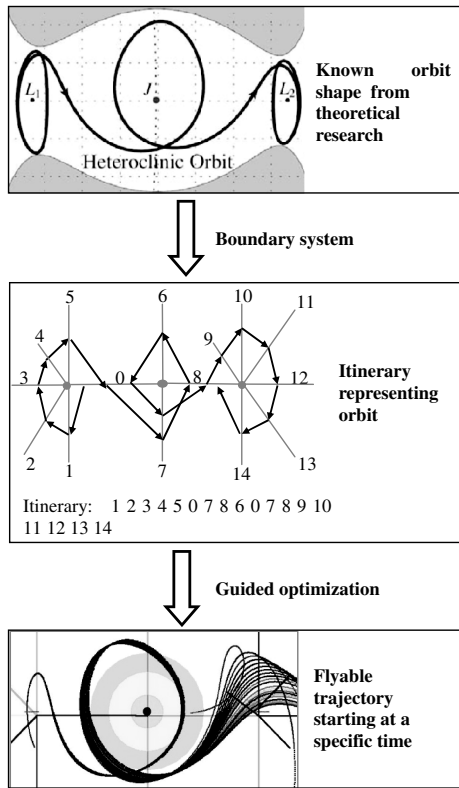 L1
J
L2
Heteroclinic Orbit
Known orbit
shape from
theoretical
research
Boundary system
5
6
10
11
4
9
3
0
8
12
2
13
1
7
14
Itinerary
representing
orbit
Itinerary: 1 2 3 4 5 0 7 8 6 0 7 8 9 10
11 12 13 14
Guided optimization
Flyable
trajectory
starting at a
specific time